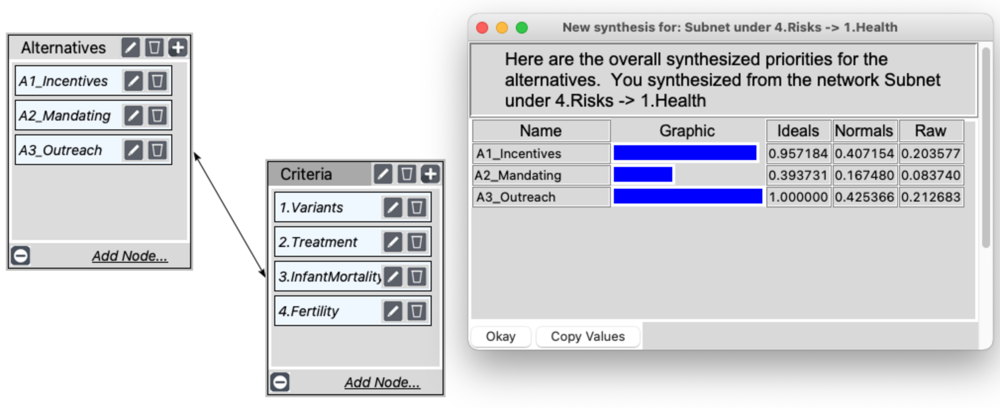 Alternatives
A1_Incentives
A2_Mandating
A3_Outreach
Add Node...
Criteria
1.Variants
2.Treatment
3.InfantMortality
4.Fertility
Add Node...
New synthesis for: Subnet under 4.Risks -> 1.Health
Here are the overall synthesized priorities for the
alternatives. You synthesized from the network Subnet
under 4.Risks -> 1.Health
Name Graphic Ideals Normals Raw
A1_Incentives 0.957184 0.407154 0.203577
A2_Mandating 0.393731 0.167480 0.083740
A3_Outreach 1.000000 0.425366 0.212683
Okay Copy Values